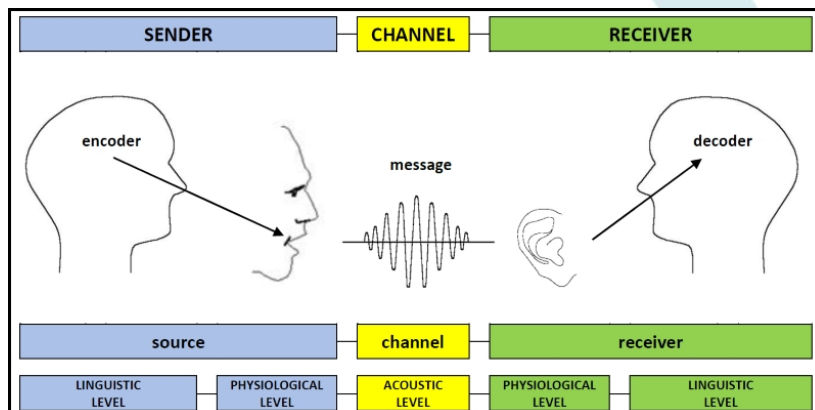 SENDER CHANNEL RECEIVER
encoder decoder
message
source channel receiver
LINGUISTIC PHYSIOLOGICAL ACOUSTIC PHYSIOLOGICAL LINGUISTIC
LEVEL LEVEL LEVEL LEVEL LEVEL